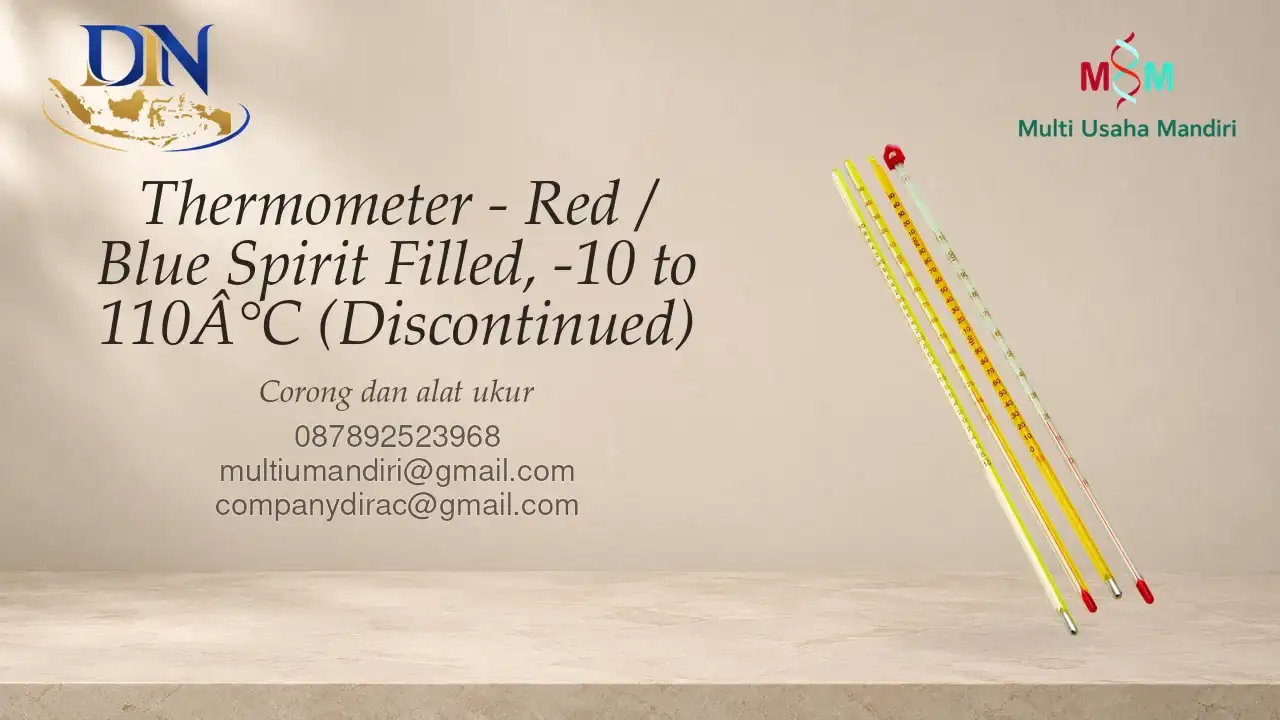 DIN
MSM
Multi Usaha Mandiri
Thermometer - Red /
Blue Spirit Filled, -10 to
110Â°C (Discontinued)
Corong dan alat ukur
087892523968
multiumandiri@gmail.com
companydirac@gmail.com